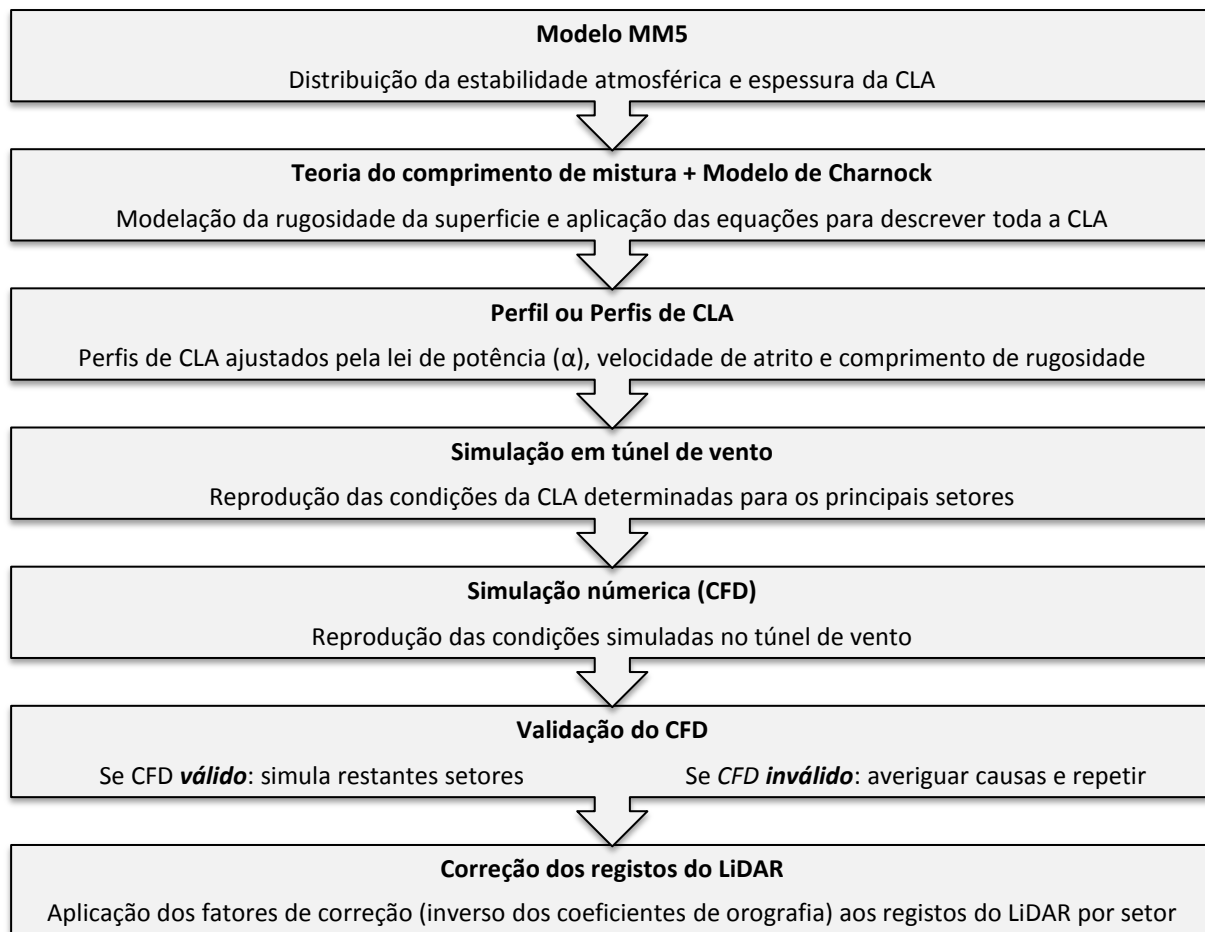 Modelo MM5
Distribuição da estabilidade atmosférica e espessura da CLA
Teoria do comprimento de mistura + Modelo de Charnock
Modelação da rugosidade da superficie e aplicação das equações para descrever toda a CLA
Perfil ou Perfis de CLA
Perfis de CLA ajustados pela lei de potência (α), velocidade de atrito e comprimento de rugosidade
Simulação em túnel de vento
Reprodução das condições da CLA determinadas para os principais setores
Simulação númerica (CFD)
Reprodução das condições simuladas no túnel de vento
Validação do CFD
Se CFD válido: simula restantes setores Se CFD inválido: averiguar causas e repetir
Correção dos registos do LiDAR
Aplicação dos fatores de correção (inverso dos coeficientes de orografia) aos registos do LiDAR por setor